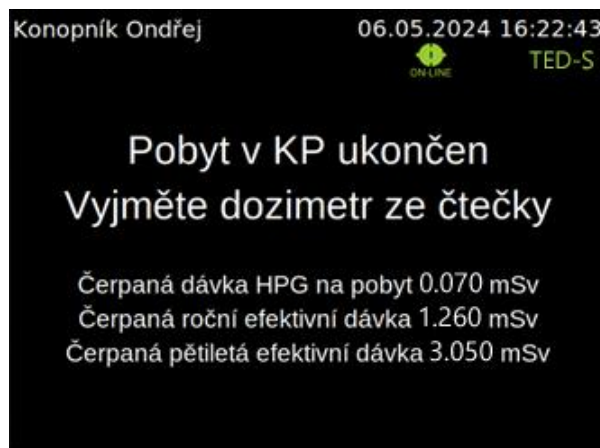 Konopník Ondřej 06.05.2024 16:22:43
ON-LINE TED-S
Pobyt v KP ukončen
Vyjměte dozimetr ze čtečky
Čerpaná dávka HPG na pobyt 0.070 mSv
Čerpaná roční efektivní dávka 1.260 mSv
Čerpaná pětiletá efektivní dávka 3.050 mSv